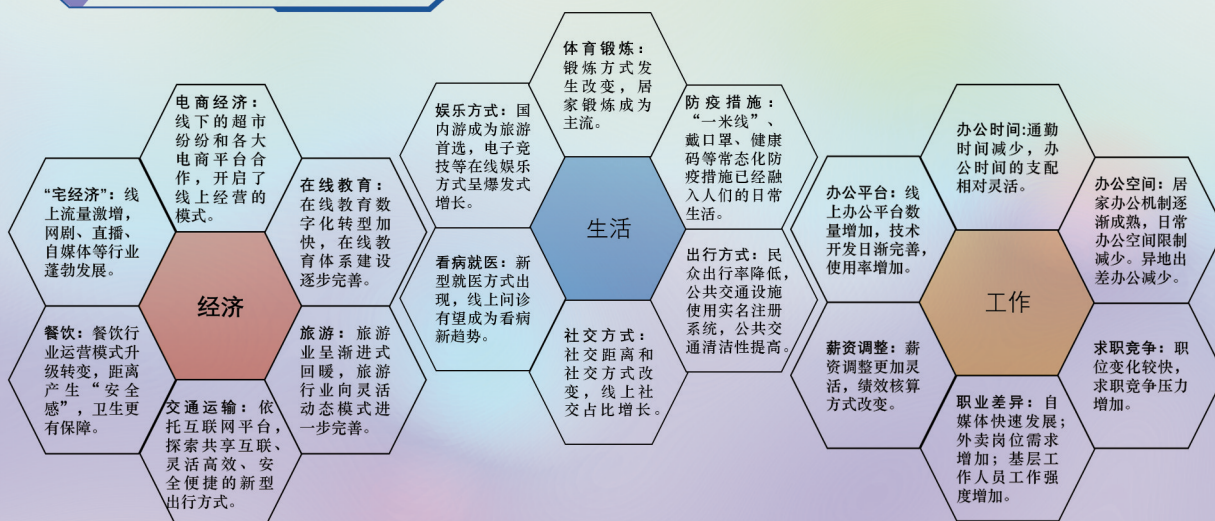 电商经济：
线下的超市
纷纷和各大
电商平台合
作，开启了
线上经营的
模式。
“宅经济”：线
上流量激增，
网剧、直播、
自媒体等行业
蓬勃发展。
在线教育：
在线教育数
字化转型加
快，在线教
育体系建设
逐步完善。
经济
餐饮：餐饮行
业运营模式升
级转变，距离
产生“安全
感”，卫生更
有保障。
旅游：旅游
业呈渐进式
回暖，旅游
行业向灵活
动态模式进
一步完善。
交通运输：依
托互联网平台，
探索共享互联、
灵活高效、安
全便捷的新型
出行方式。
体育锻炼：
锻炼方式发
生改变，居
家锻炼成为
主流。
娱乐方式：国
内游成为旅游
首选，电子竞
技等在线娱乐
方式呈爆发式
增长。
防疫措施：
“一米线”、
戴口罩、健康
码等常态化防
疫措施已经融
入人们的日常
生活。
生活
看病就医：新
型就医方式出
现，线上问诊
有望成为看病
新趋势。
出行方式：民
众出行率降低，
公共交通设施
使用实名注册
系统，公共交
通清洁性提高。
社交方式：
社交距离和
社交方式改
变，线上社
交占比增长。
办公时间:通勤
时间减少，办
公时间的支配
相对灵活。
办公平台：线
上办公平台数
量增加，技术
开发日渐完善，
使用率增加。
办公空间：居
家办公机制逐
渐成熟，日常
办公空间限制
减少。异地出
差办公减少。
工作
薪资调整：薪
资调整更加灵
活，绩效核算
方式改变。
求职竞争：职
位变化较快，
求职竞争压力
增加。
职业差异：自
媒体快速发展；
外卖岗位需求
增加；基层工
作人员工作强
度增加。